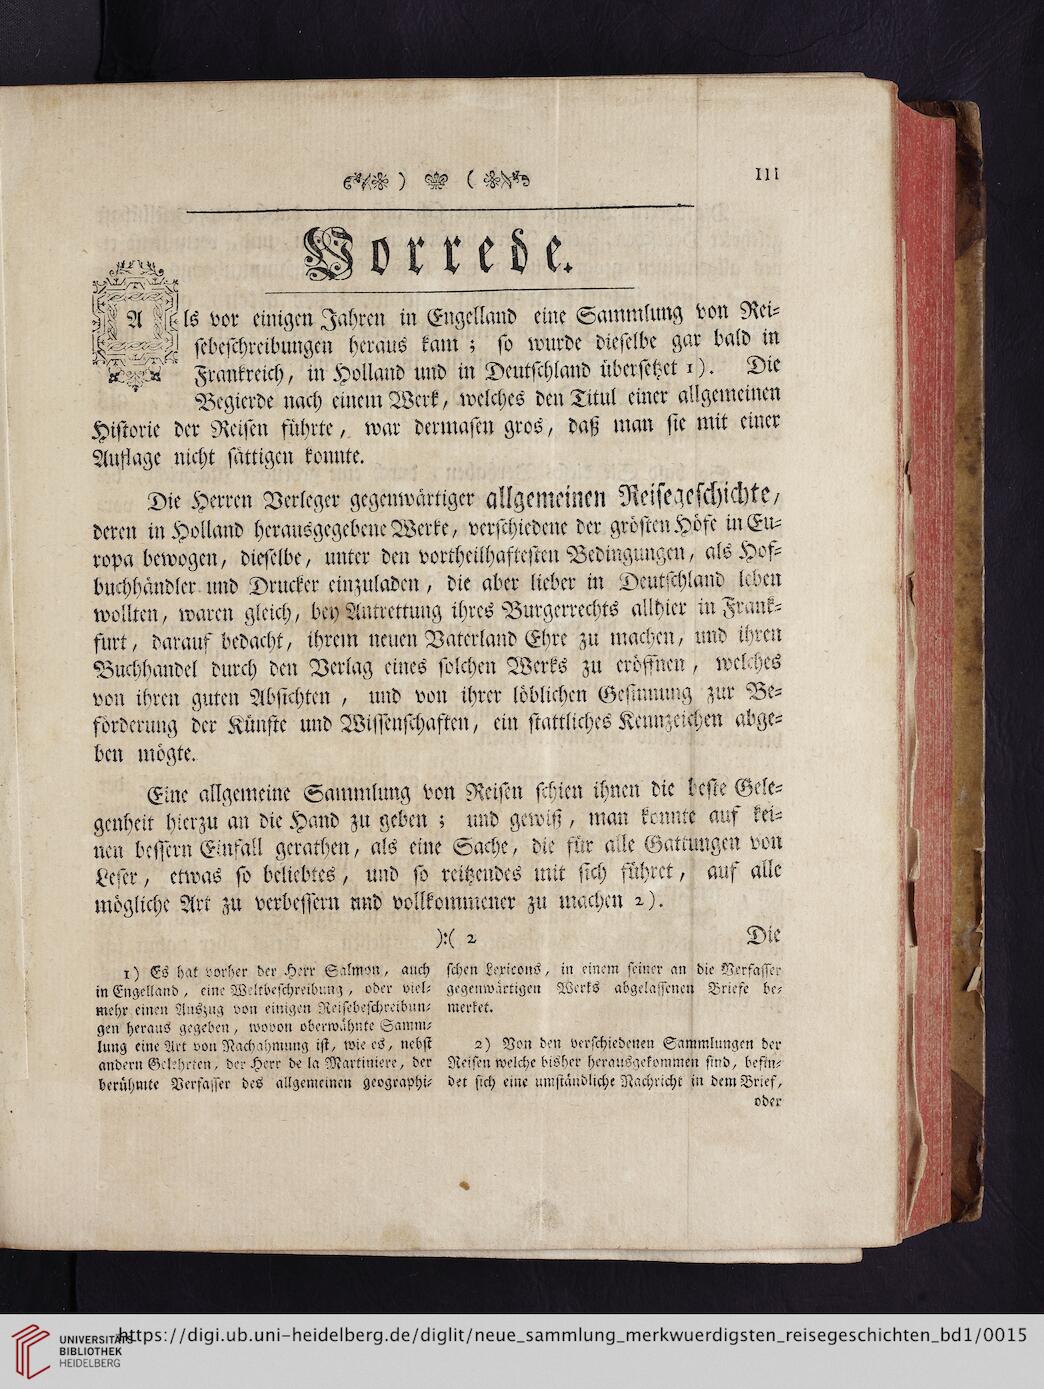 ) ( III
Vorrede.
Als vor einigen Jahren in Engelland eine Sammlung von Rei=
sebeschreibungen heraus kam ; so wurde dieselbe gar bald in
Frankreich, in Holland und in Deutschland übersetzet 1). Die
Begierde nach einem Werk, welches den Titul einer allgemeinen
Historie der Reisen führte, war dermasen gros, daß man sie mit einer
Auflage nicht sättigen konnte.
Die Herren Verleger gegenwärtiger allgemeinen Reisegeschichte,
deren in Holland herausgegebene Werke, verschiedene der grösten Höfe in Eu=
ropa bewogen, dieselbe, unter den vortheilhaftesten Bedingungen, als Hof=
buchhändler und Drucker einzuladen, die aber lieber in Deutschland leben
wollten, waren gleich, bey Antrettung ihres Burgerrechts allhier in Frank=
furt, darauf bedacht, ihrem neuen Vaterland Ehre zu machen, und ihren
Buchhandel durch den Verlag eines solchen Werks zu eröffnen, welches
von ihren guten Absichten, und von ihrer löblichen Gesinnung zur Be=
förderung der Künste und Wissenschaften, ein stattliches Kennzeichen abge=
ben mögte.
Eine allgemeine Sammlung von Reisen schien ihnen die beste Gele=
genheit hierzu an die Hand zu geben ; und gewiß, man konnte auf kei=
nen bessern Einfall gerathen, als eine Sache, die für alle Gattungen von
Leser, etwas so beliebtes, und so reitzendes mit sich führet, auf alle
mögliche Art zu verbessern und vollkommener zu machen 2).
):( 2 Die
1) Es hat vorher der Herr Salmon, auch
in Engelland, eine Weltbeschreibung, oder viel=
mehr einen Auszug von einigen Reisebeschreibun=
gen heraus gegeben, wovon oberwähnte Samm=
lung eine Art von Nachahmung ist, wie es, nebst
andern Gelehrten, der Herr de la Martiniere, der
berühmte Verfasser des allgemeinen geographi=
schen Lexicons, in einem seiner an die Verfasser
gegenwärtigen Werks abgelassenen Briefe be=
merket.
2) Von den verschiedenen Sammlungen der
Reisen welche bisher herausgekommen sind, befin=
det sich eine umständliche Nachricht in dem Brief,
oder
UNIVERSITÄTS
BIBLIOTHEK
HEIDELBERG
https://digi.ub.uni-heidelberg.de/diglit/neue_sammlung_merkwuerdigsten_reisegeschichten_bd1/0015